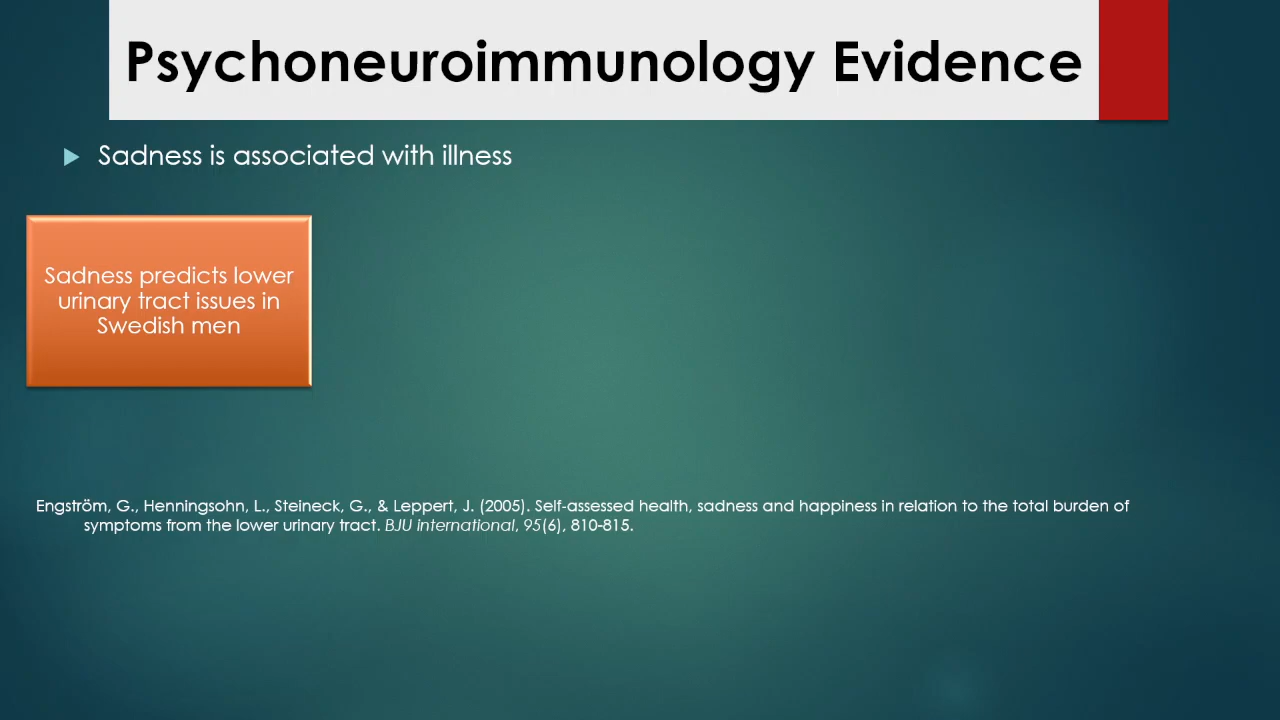 Psychoneuroimmunology Evidence
Sadness is associated with illness
Sadness predicts lower
urinary tract issues in
Swedish men
Engström, G., Henningsohn, L., Steineck, G., & Leppert, J. (2005). Self-assessed health, sadness and happiness in relation to the total burden of
symptoms from the lower urinary tract. BJU international, 95(6), 810-815.